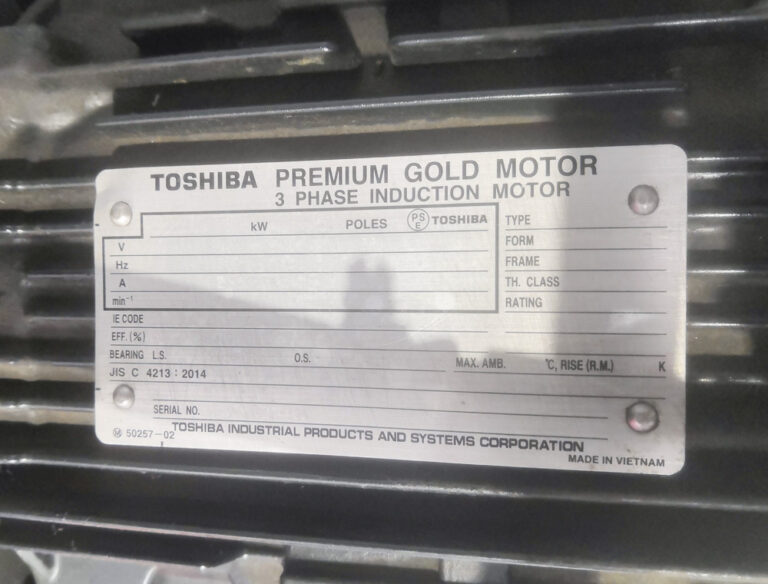 TOSHIBA PREMIUM GOLD MOTOR
3 PHASE INDUCTION MOTOR
kW POLES PS E TOSHIBA
V
Hz
A
min⁻¹
TYPE
FORM
FRAME
TH. CLASS
RATING
IE CODE
EFF. (%)
BEARING L.S. O.S. MAX. AMB. °C, RISE (R.M.) K
JIS C 4213 : 2014
SERIAL NO.
Ⓜ 50257-02 TOSHIBA INDUSTRIAL PRODUCTS AND SYSTEMS CORPORATION
MADE IN VIETNAM